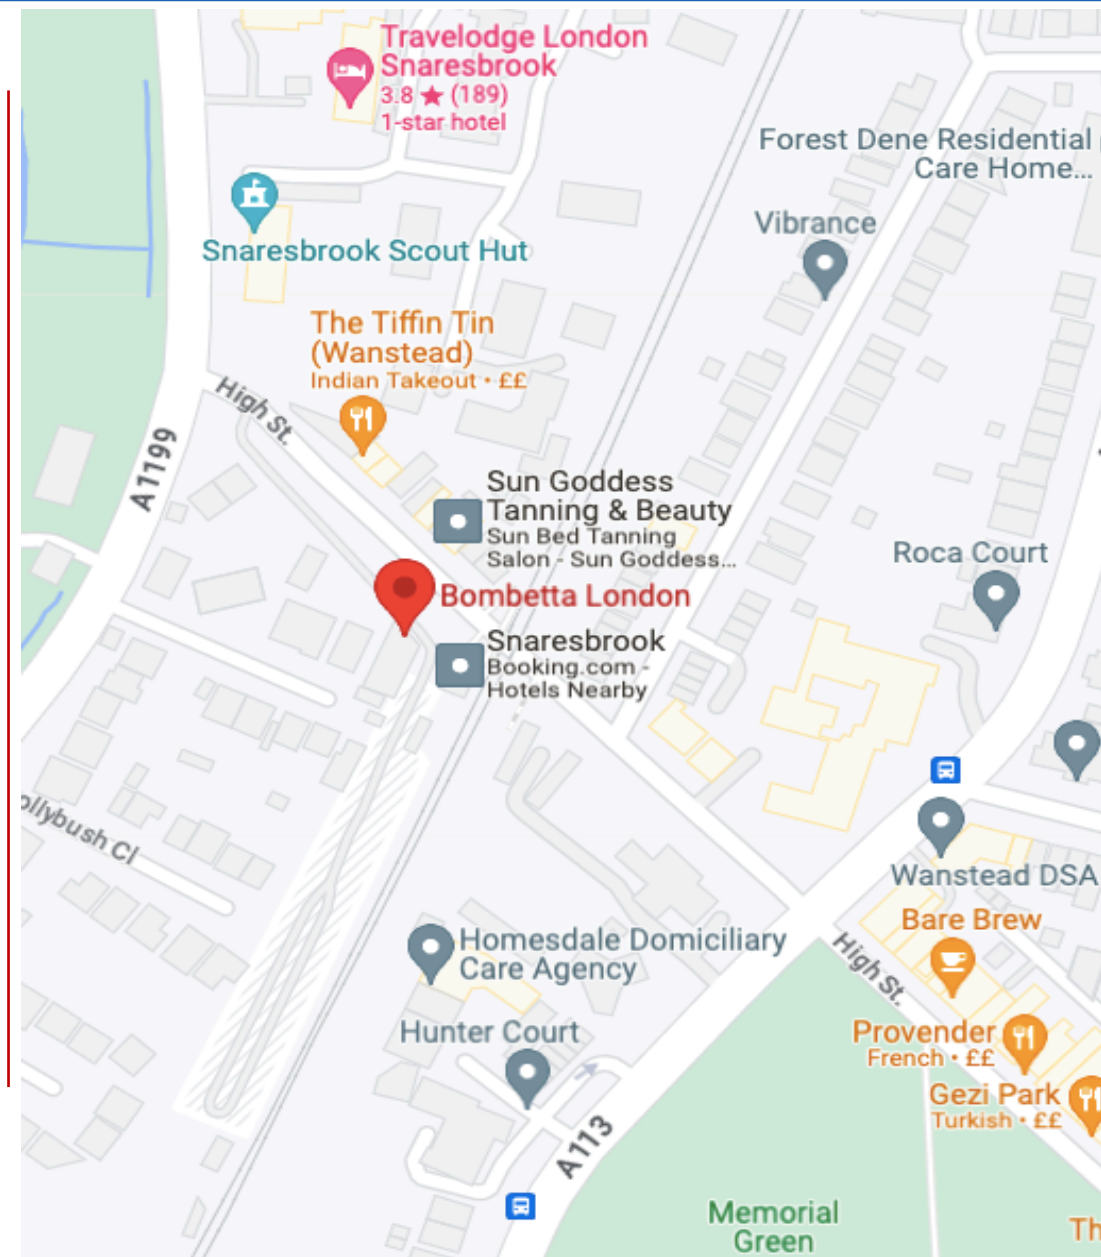 Travelodge London
Snaresbrook
3.8 ★ (189)
1-star hotel
Forest Dene Residential
Care Home...
Vibrance
Snaresbrook Scout Hut
The Tiffin Tin
(Wanstead)
Indian Takeout · ££
High St.
A1199
Sun Goddess
Tanning & Beauty
Sun Bed Tanning
Salon - Sun Goddess...
Roca Court
Bombetta London
Snaresbrook
Booking.com -
Hotels Nearby
ollybush Cl
Wanstead DSA
Bare Brew
Homesdale Domiciliary
Care Agency
High St.
Hunter Court
Provender
French · ££
Gezi Park
Turkish · ££
A113
Memorial
Green
Th